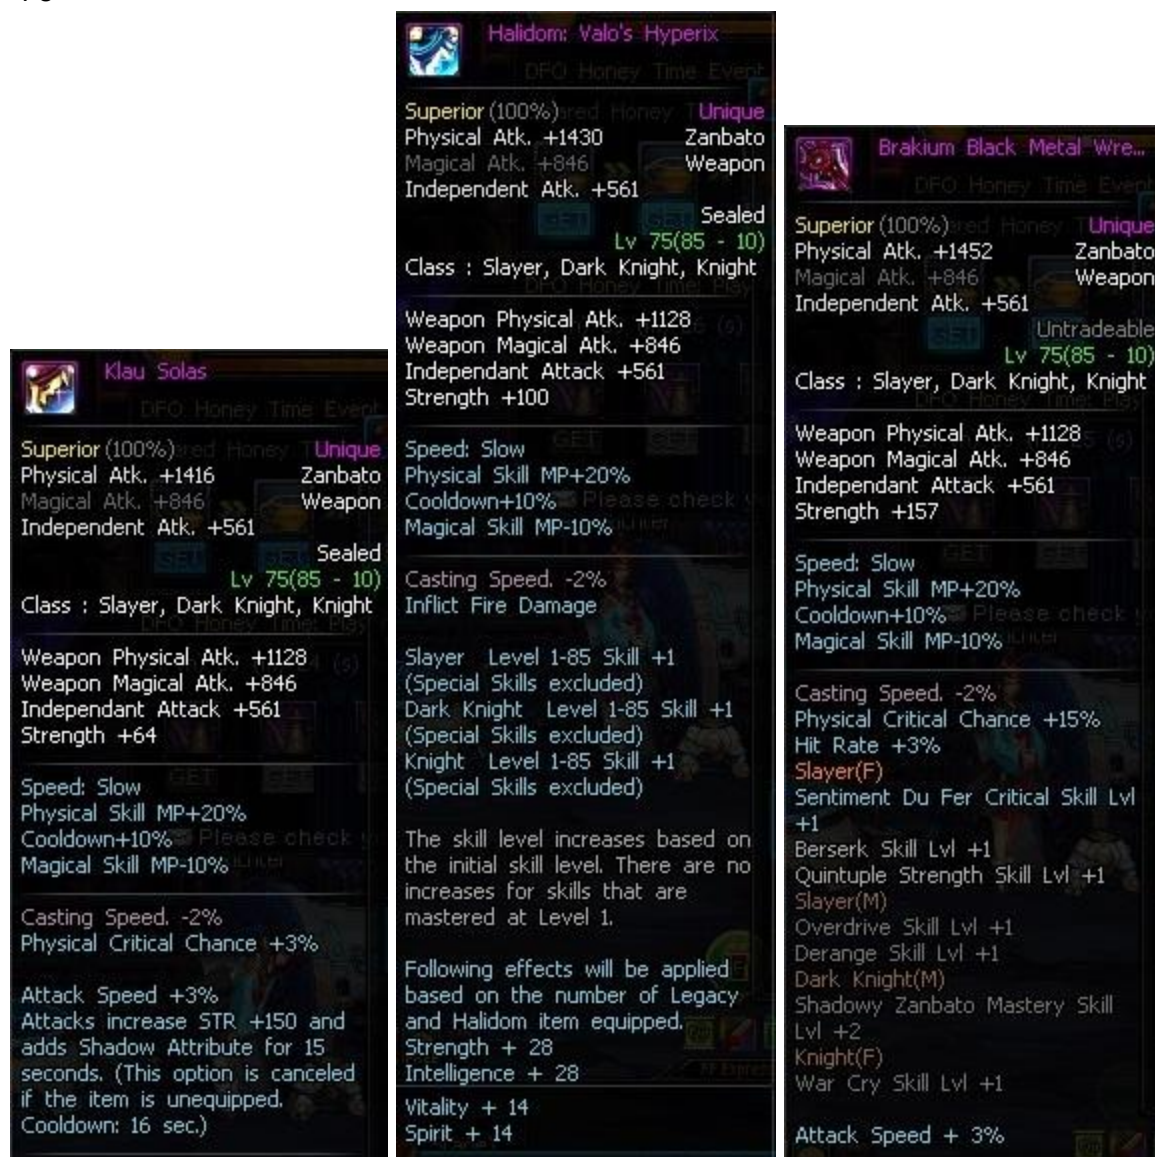 Klau Solas
Superior (100%) Unique
Physical Atk. +1416 Zanbato
Magical Atk. +846 Weapon
Independent Atk. +561
Sealed
Lv 75(85 - 10)
Class : Slayer, Dark Knight, Knight
Weapon Physical Atk. +1128
Weapon Magical Atk. +846
Independant Attack +561
Strength +64
Speed: Slow
Physical Skill MP+20%
Cooldown+10%
Magical Skill MP-10%
Casting Speed. -2%
Physical Critical Chance +3%
Attack Speed +3%
Attacks increase STR +150 and
adds Shadow Attribute for 15
seconds. (This option is canceled
if the item is unequipped.
Cooldown: 16 sec.)
Halidom: Valo's Hyperix
DFO Honey Time Event
Superior (100%) Unique
Physical Atk. +1430 Zanbato
Magical Atk. +846 Weapon
Independent Atk. +561
Sealed
Lv 75(85 - 10)
Class : Slayer, Dark Knight, Knight
Weapon Physical Atk. +1128
Weapon Magical Atk. +846
Independant Attack +561
Strength +100
Speed: Slow
Physical Skill MP+20%
Cooldown+10%
Magical Skill MP-10%
Casting Speed. -2%
Inflict Fire Damage
Slayer Level 1-85 Skill +1
(Special Skills excluded)
Dark Knight Level 1-85 Skill +1
(Special Skills excluded)
Knight Level 1-85 Skill +1
(Special Skills excluded)
The skill level increases based on
the initial skill level. There are no
increases for skills that are
mastered at Level 1.
Following effects will be applied
based on the number of Legacy
and Halidom item equipped.
Strength + 28
Intelligence + 28
Vitality + 14
Spirit + 14
Brakium Black Metal Wre...
Superior (100%) Unique
Physical Atk. +1452 Zanbato
Magical Atk. +846 Weapon
Independent Atk. +561
Untradeable
Lv 75(85 - 10)
Class : Slayer, Dark Knight, Knight
Weapon Physical Atk. +1128
Weapon Magical Atk. +846
Independant Attack +561
Strength +157
Speed: Slow
Physical Skill MP+20%
Cooldown+10%
Magical Skill MP-10%
Casting Speed. -2%
Physical Critical Chance +15%
Hit Rate +3%
Slayer(F)
Sentiment Du Fer Critical Skill Lvl
+1
Berserk Skill Lvl +1
Quintuple Strength Skill Lvl +1
Slayer(M)
Overdrive Skill Lvl +1
Derange Skill Lvl +1
Dark Knight(M)
Shadowy Zanbato Mastery Skill
Lvl +2
Knight(F)
War Cry Skill Lvl +1
Attack Speed + 3%